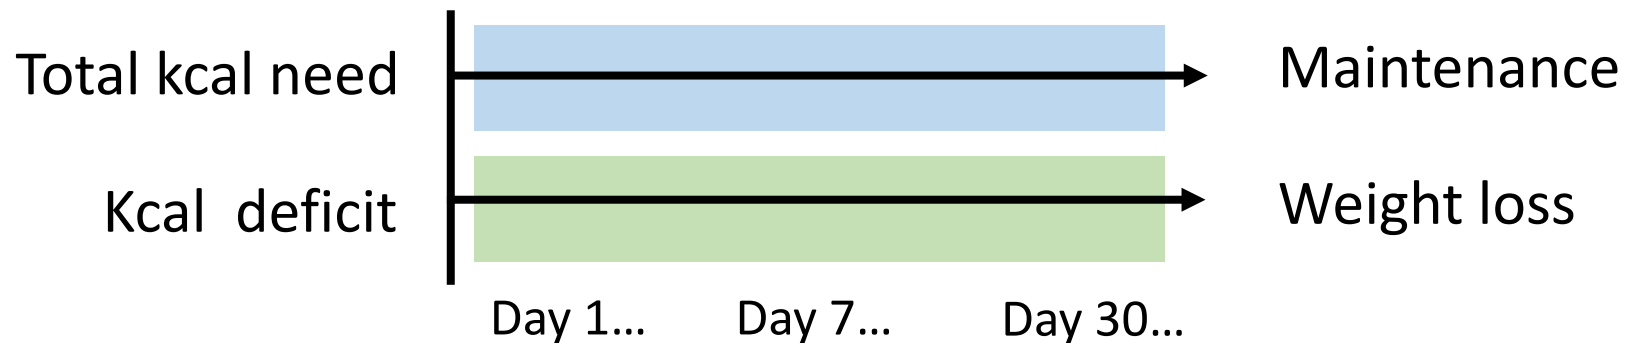 Total kcal need
Maintenance
Kcal  deficit
Weight loss
Day 1...
Day 7...
Day 30...